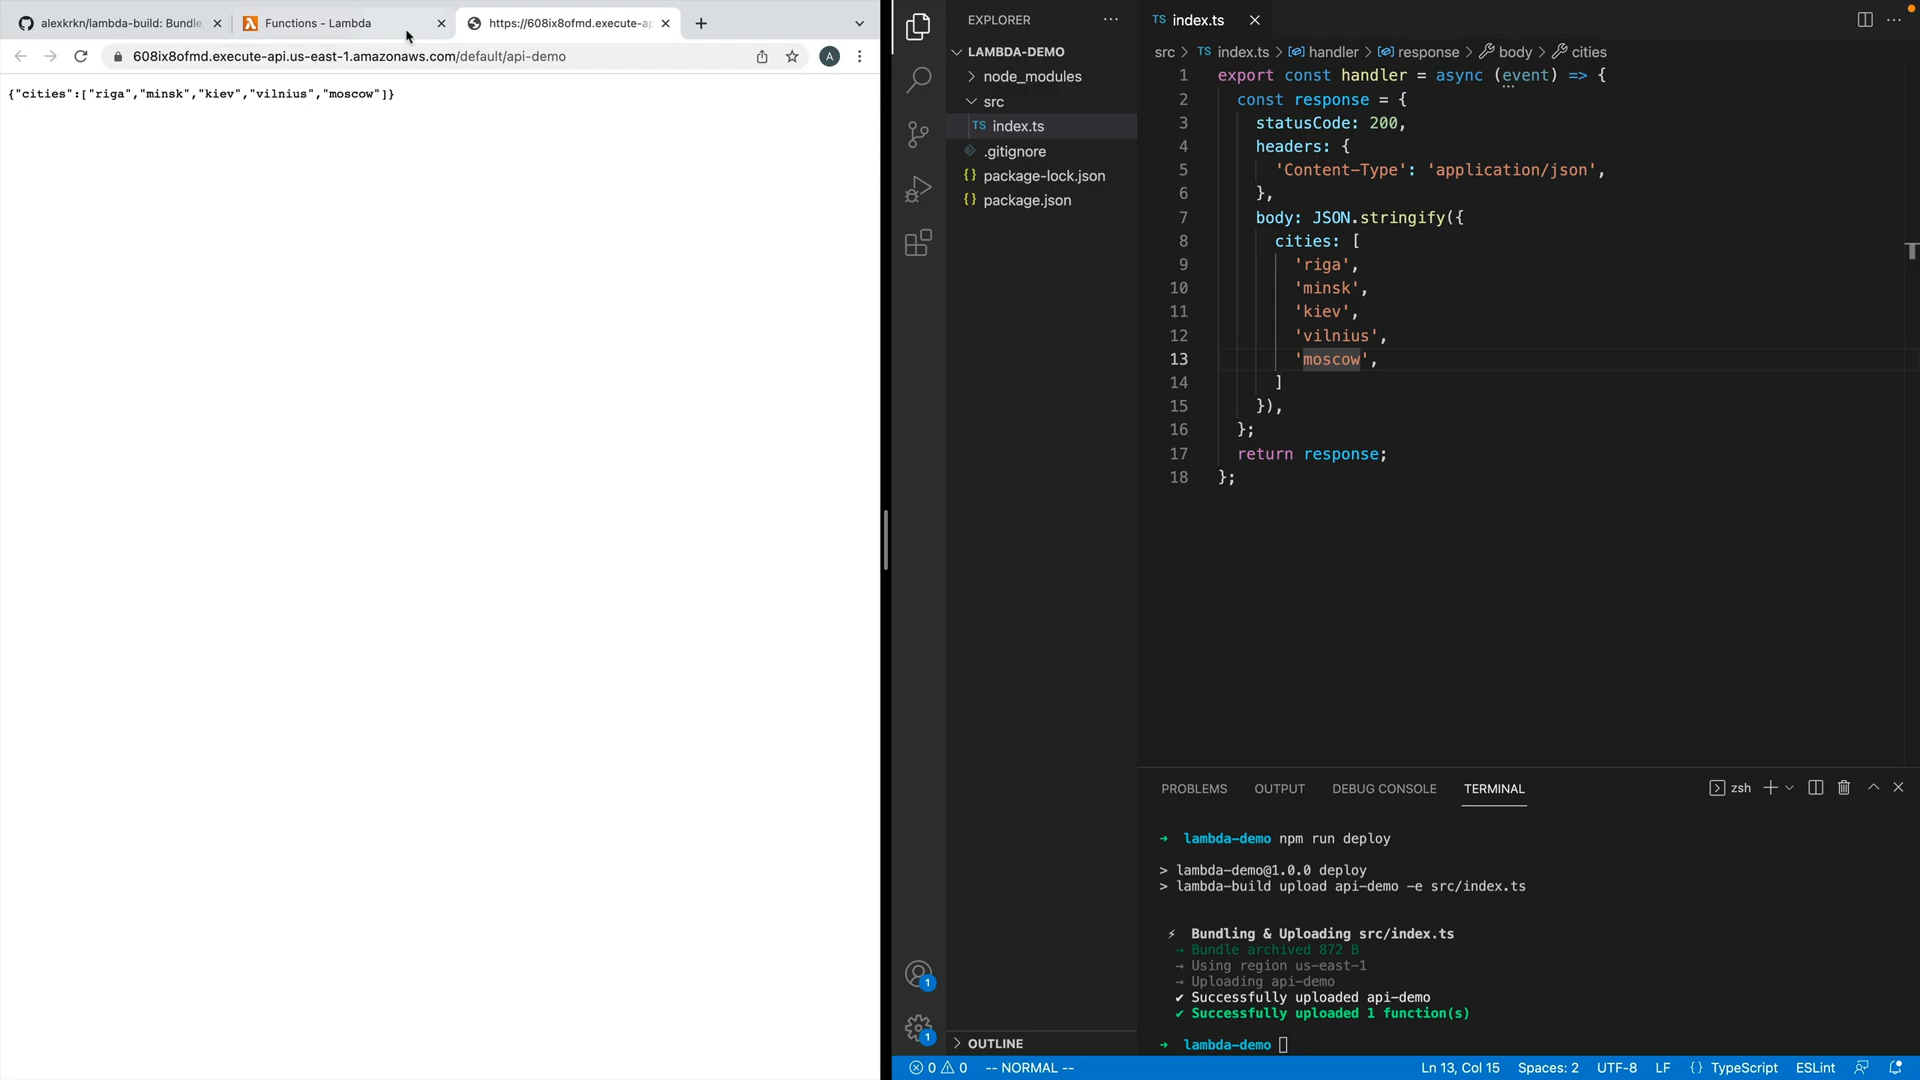 alexkrkn/lambda-build: Bundle,
Functions - Lambda
https://608ix8ofmd.execute-ap
608ix8ofmd.execute-api.us-east-1.amazonaws.com/default/api-demo
A
{"cities":["riga","minsk","kiev","vilnius","moscow"]}
EXPLORER
LAMBDA-DEMO
node_modules
src
TS index.ts
.gitignore
{} package-lock.json
{} package.json
OUTLINE
1
1
TS index.ts
src > TS index.ts > handler > response > body > cities
1 export const handler = async (event) => {
2 const response = {
3 statusCode: 200,
4 headers: {
5 'Content-Type': 'application/json',
6 },
7 body: JSON.stringify({
8 cities: [
9 'riga',
10 'minsk',
11 'kiev',
12 'vilnius',
13 'moscow',
14 ]
15 }),
16 };
17 return response;
18 };
PROBLEMS OUTPUT DEBUG CONSOLE TERMINAL
zsh
→ lambda-demo npm run deploy
> lambda-demo@1.0.0 deploy
> lambda-build upload api-demo -e src/index.ts
⚡ Bundling & Uploading src/index.ts
→ Bundle archived 872 B
→ Using region us-east-1
→ Uploading api-demo
✔ Successfully uploaded api-demo
✔ Successfully uploaded 1 function(s)
→ lambda-demo
0 0 -- NORMAL --
Ln 13, Col 15 Spaces: 2 UTF-8 LF {} TypeScript ESLint